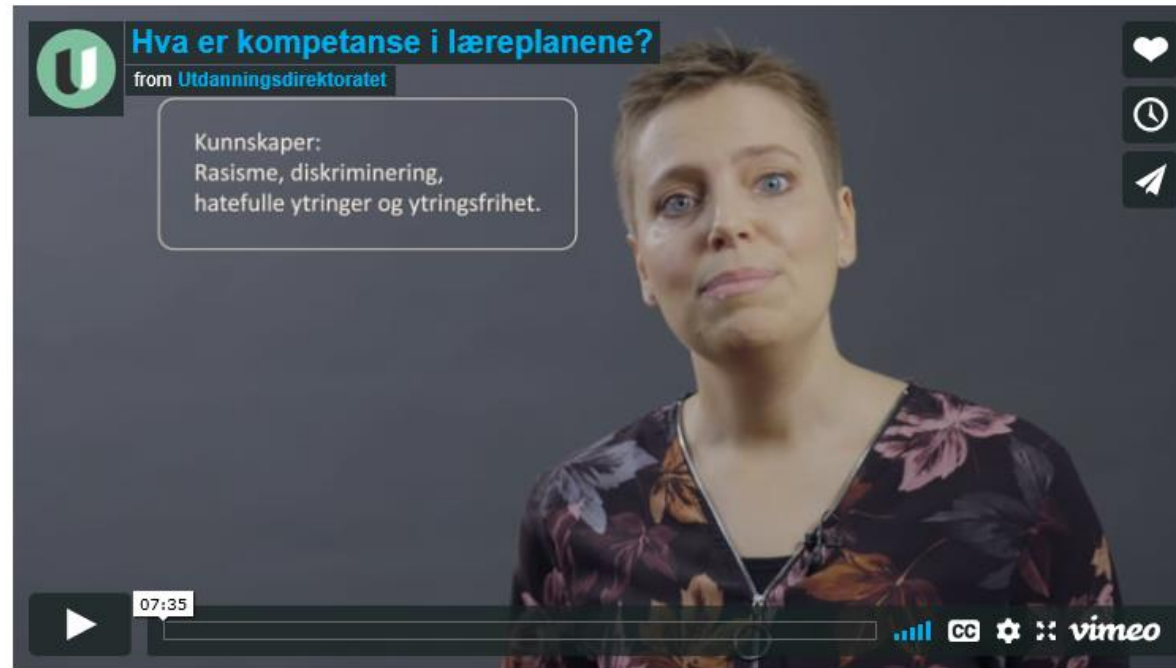 Hva er kompetanse i læreplanene?
from Utdanningsdirektoratet
Kunnskaper:
Rasisme, diskriminering,
hatefulle ytringer og ytringsfrihet.
07:35
CC
vimeo